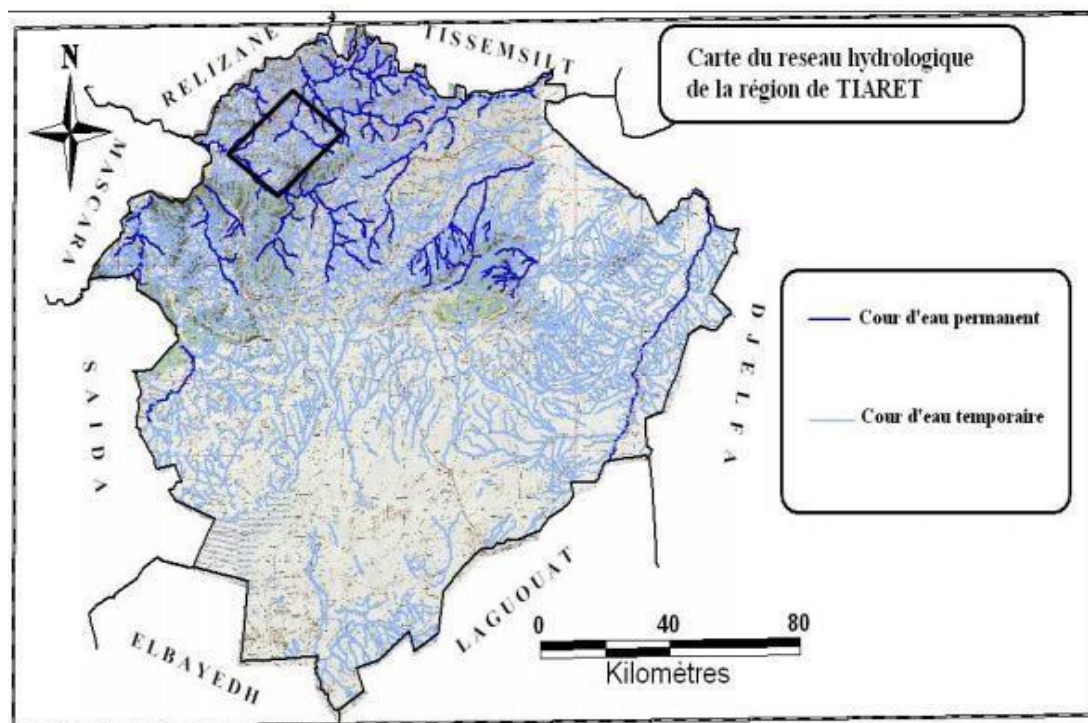 N
RELIZANE
TISSEMSILT
Carte du reseau hydrologique
de la région de TIARET
MASCARA
Cour d'eau permanent
DJELFA
SAIDA
Cour d'eau temporaire
LAGUOUAT
0 40 80
Kilomètres
ELBAYEDH